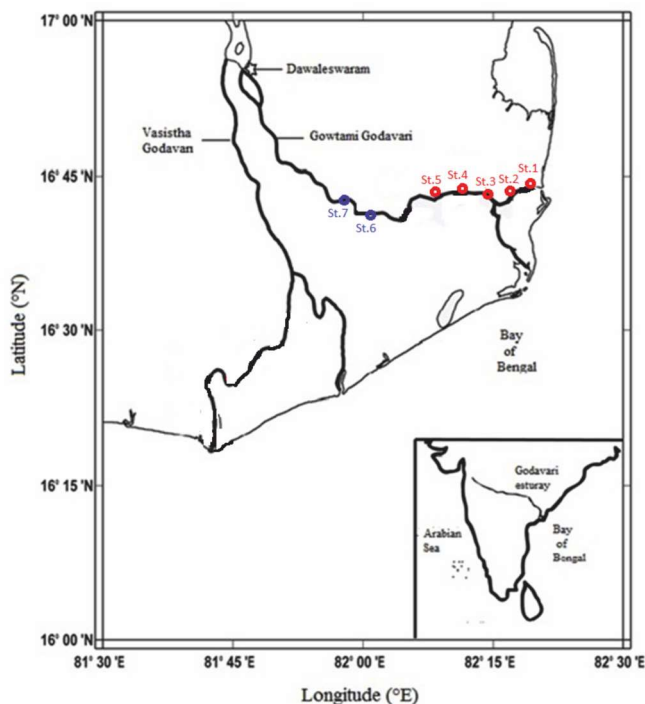 17° 00 'N
Dawaleswaram
Vasistha
Godavan
Gowtami Godavari
16° 45 'N
St.1
St.2
St.3
St.4
St.5
St.7
St.6
Latitude (°N)
16° 30 'N
Bay
of
Bengal
Godavari
esturay
Arabian
Sea
Bay
of
Bongal
16° 15 'N
16° 00 'N
81° 30 'E
81° 45 'E
82° 00 'E
82° 15 'E
82° 30 'E
Longitude (°E)